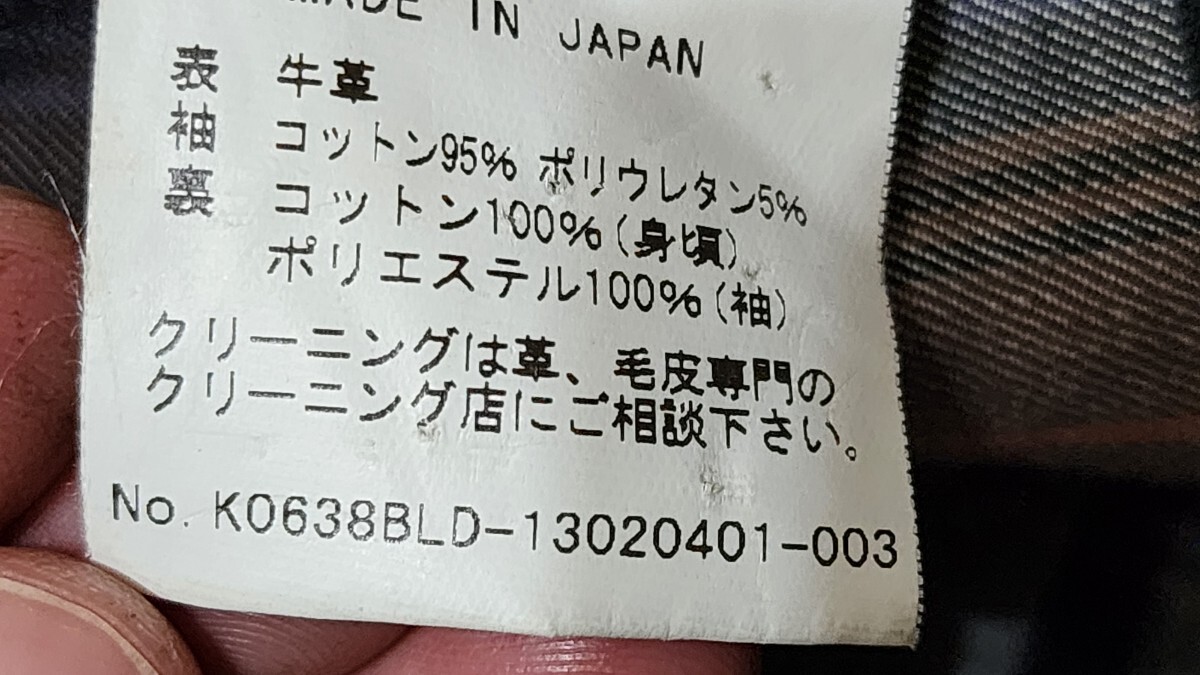 MADE IN JAPAN
表 牛革
袖 コットン95% ポリウレタン5%
裏 コットン100%(身頃)
ポリエステル100%(袖)
クリーニングは革、毛皮専門の
クリーニング店にご相談下さい。
No. K0638BLD-13020401-003